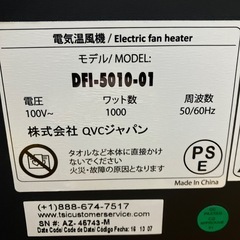 電気温風機 / Electric fan heater
モデル/ MODEL:
DFI-5010-01
電圧 ワット数 周波数
100V~ 1000 50/60Hz
株式会社 QVCジャパン
タオルなど本体に直接かけないで
ください。火災・故障の原因となります。
Made in China
PS
E
(+1) 888-674-7517
www.tsicustomerservice.com
SN #: AZ- 45743-M
Date Code/ Code de Date/ Código Fecha: 16 13 07